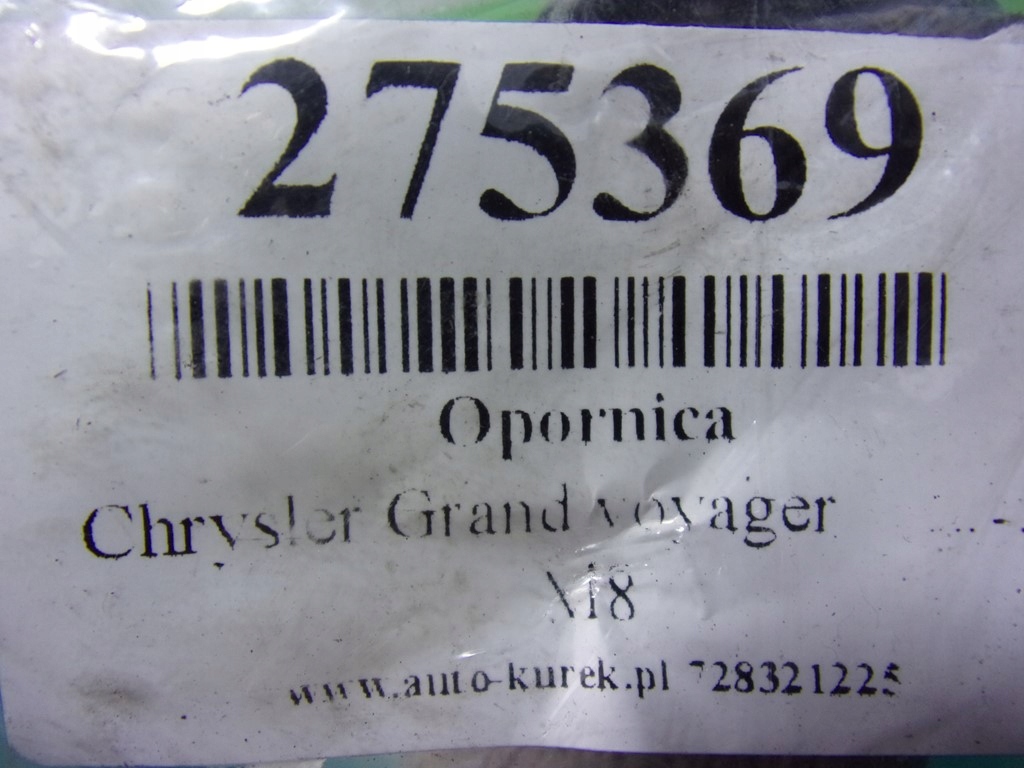 275369
Opornica
Chrysler Grand voyager
www.auto-kurek.pl 728321225